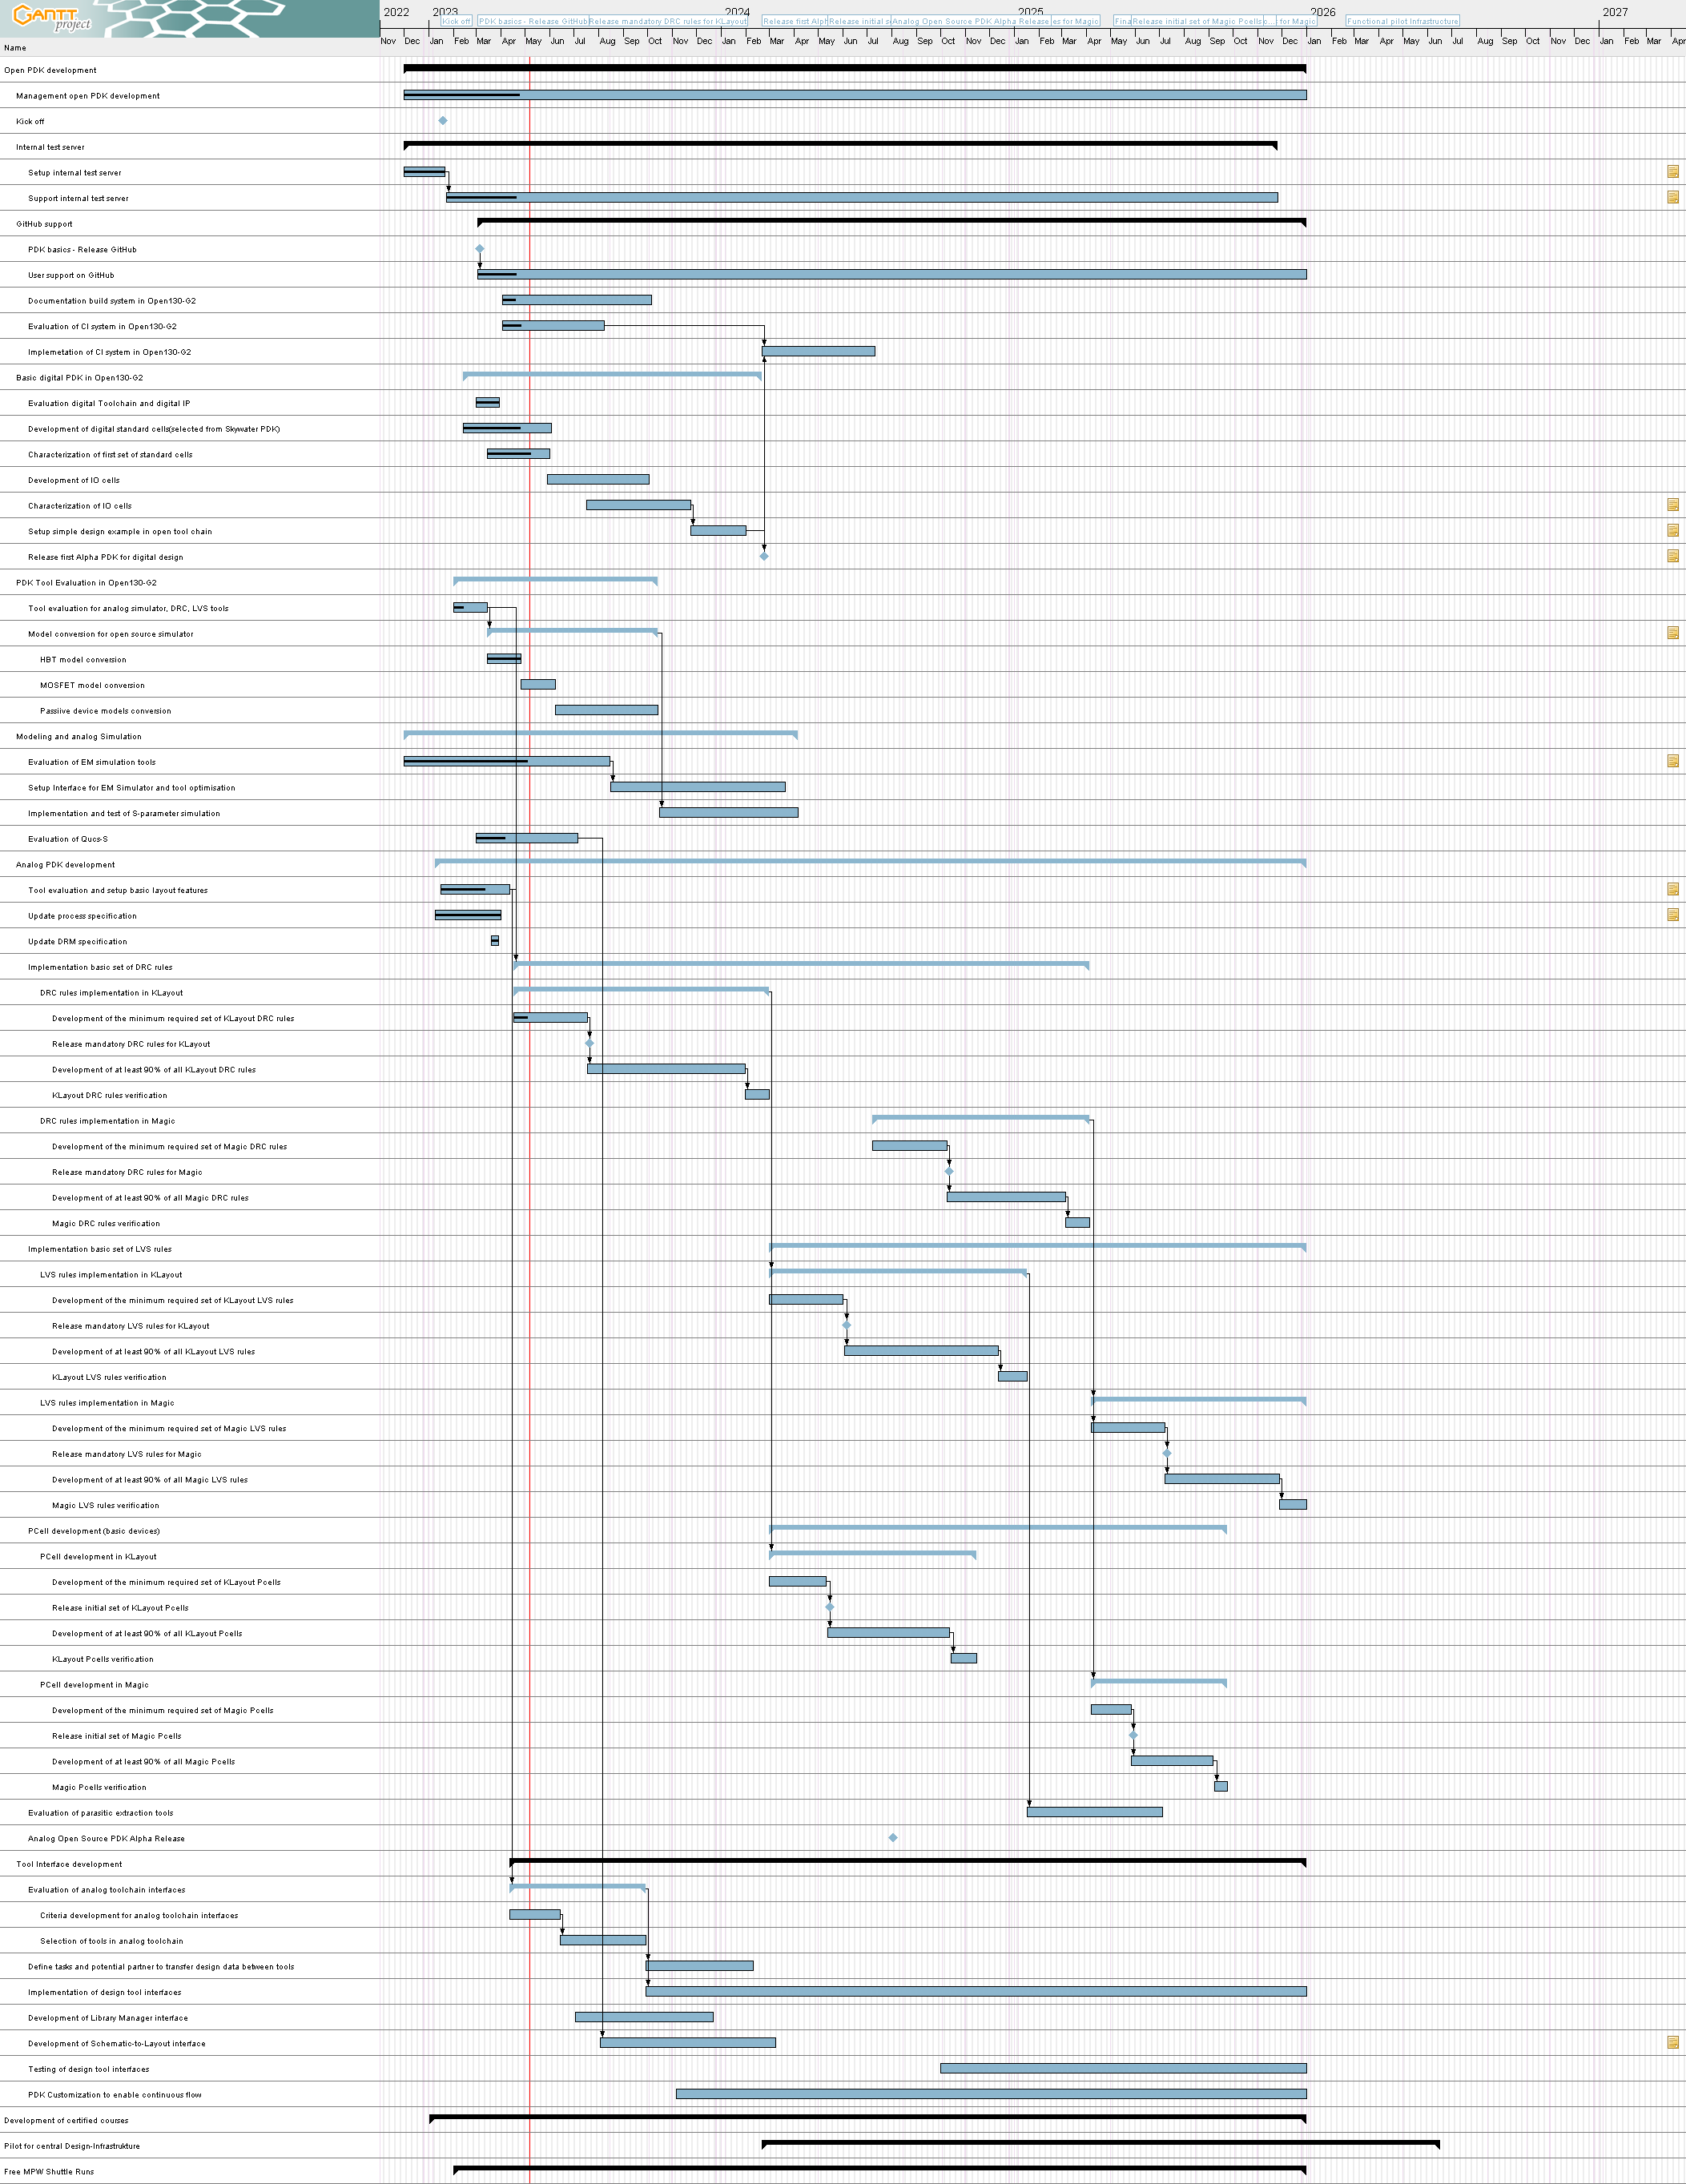 GANTT project
2022 2023 2024 2025 2026 2027
Kick off PDK basics - Release GitHub Release mandatory DRC rules for KLayout Release first Alp Release initial s Analog Open Source PDK Alpha Release es for Magic Fina Release initial set of Magic Pcells o... for Magic Functional pilot Infrastructure
Nov Dec Jan Feb Mar Apr May Jun Jul Aug Sep Oct Nov Dec Jan Feb Mar Apr May Jun Jul Aug Sep Oct Nov Dec Jan Feb Mar Apr May Jun Jul Aug Sep Oct Nov Dec Jan Feb Mar Apr May Jun Jul Aug Sep Oct Nov Dec Jan Feb Mar Apr
Name
Open PDK development
Management open PDK development
Kick off
Internal test server
Setup internal test server
Support internal test server
GitHub support
PDK basics - Release GitHub
User support on GitHub
Documentation build system in Open130-G2
Evaluation of CI system in Open130-G2
Implemetation of CI system in Open130-G2
Basic digital PDK in Open130-G2
Evaluation digital Toolchain and digital IP
Development of digital standard cells(selected from Skywater PDK)
Characterization of first set of standard cells
Development of IO cells
Characterization of IO cells
Setup simple design example in open tool chain
Release first Alpha PDK for digital design
PDK Tool Evaluation in Open130-G2
Tool evaluation for analog simulator, DRC, LVS tools
Model conversion for open source simulator
HBT model conversion
MOSFET model conversion
Passiive device models conversion
Modeling and analog Simulation
Evaluation of EM simulation tools
Setup Interface for EM Simulator and tool optimisation
Implementation and test of S-parameter simulation
Evaluation of Qucs-S
Analog PDK development
Tool evaluation and setup basic layout features
Update process specification
Update DRM specification
Implementation basic set of DRC rules
DRC rules implementation in KLayout
Development of the minimum required set of KLayout DRC rules
Release mandatory DRC rules for KLayout
Development of at least 90% of all KLayout DRC rules
KLayout DRC rules verification
DRC rules implementation in Magic
Development of the minimum required set of Magic DRC rules
Release mandatory DRC rules for Magic
Development of at least 90% of all Magic DRC rules
Magic DRC rules verification
Implementation basic set of LVS rules
LVS rules implementation in KLayout
Development of the minimum required set of KLayout LVS rules
Release mandatory LVS rules for KLayout
Development of at least 90% of all KLayout LVS rules
KLayout LVS rules verification
LVS rules implementation in Magic
Development of the minimum required set of Magic LVS rules
Release mandatory LVS rules for Magic
Development of at least 90% of all Magic LVS rules
Magic LVS rules verification
PCell development (basic devices)
PCell development in KLayout
Development of the minimum required set of KLayout Pcells
Release initial set of KLayout Pcells
Development of at least 90% of all KLayout Pcells
KLayout Pcells verification
PCell development in Magic
Development of the minimum required set of Magic Pcells
Release initial set of Magic Pcells
Development of at least 90% of all Magic Pcells
Magic Pcells verification
Evaluation of parasitic extraction tools
Analog Open Source PDK Alpha Release
Tool Interface development
Evaluation of analog toolchain interfaces
Criteria development for analog toolchain interfaces
Selection of tools in analog toolchain
Define tasks and potential partner to transfer design data between tools
Implementation of design tool interfaces
Development of Library Manager interface
Development of Schematic-to-Layout interface
Testing of design tool interfaces
PDK Customization to enable continuous flow
Development of certified courses
Pilot for central Design-Infrastrukture
Free MPW Shuttle Runs